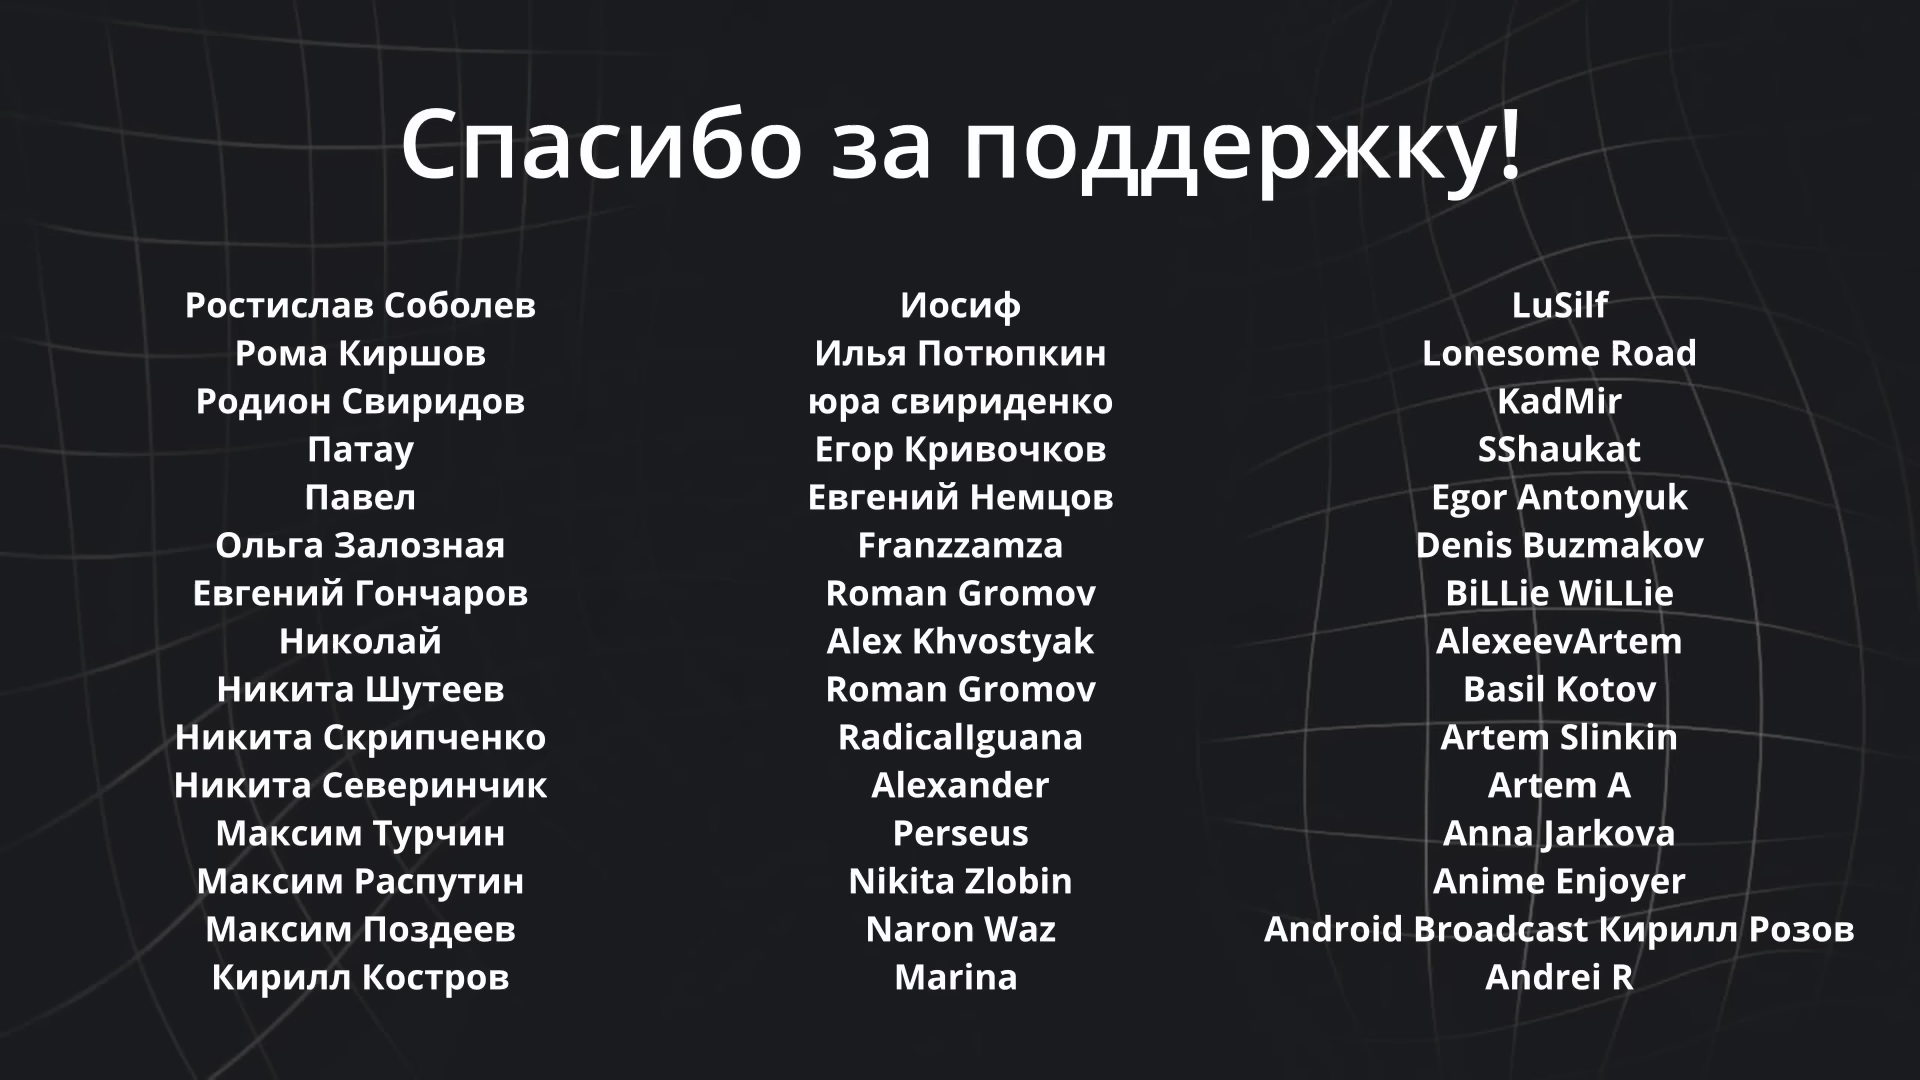 Спасибо за поддержку!
Ростислав Соболев
Рома Киршов
Родион Свиридов
Патау
Павел
Ольга Залозная
Евгений Гончаров
Николай
Никита Шутеев
Никита Скрипченко
Никита Северинчик
Максим Турчин
Максим Распутин
Максим Поздеев
Кирилл Костров
Иосиф
Илья Потюпкин
юра свириденко
Егор Кривочков
Евгений Немцов
Franzzamza
Roman Gromov
Alex Khvostyak
Roman Gromov
RadicalIguana
Alexander
Perseus
Nikita Zlobin
Naron Waz
Marina
LuSilf
Lonesome Road
KadMir
SShaukat
Egor Antonyuk
Denis Buzmakov
BiLLie WiLLie
AlexeevArtem
Basil Kotov
Artem Slinkin
Artem A
Anna Jarkova
Anime Enjoyer
Android Broadcast Кирилл Розов
Andrei R